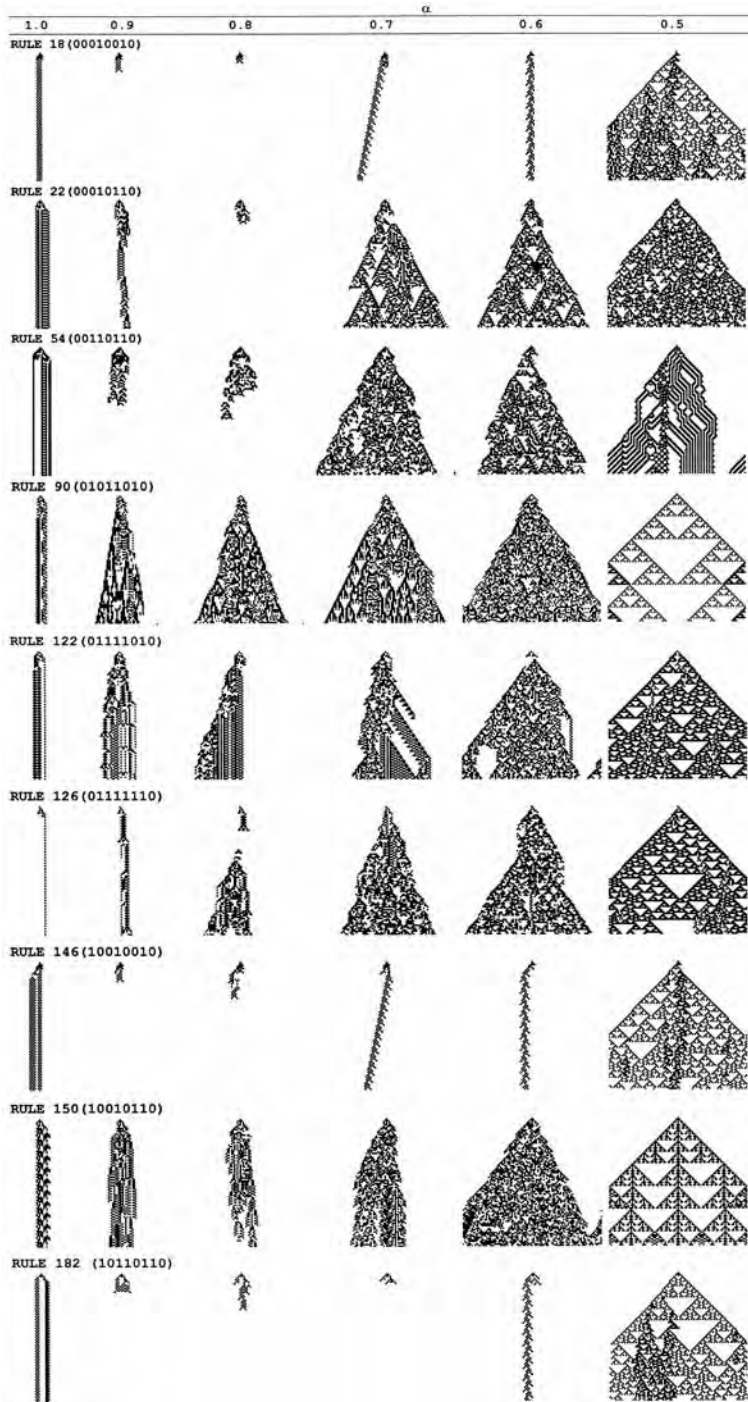 α
1.0 0.9 0.8 0.7 0.6 0.5
RULE 18(00010010)
RULE 22(00010110)
RULE 54(00110110)
RULE 90(01011010)
RULE 122(01111010)
RULE 126(01111110)
RULE 146(10010010)
RULE 150(10010110)
RULE 182 (10110110)